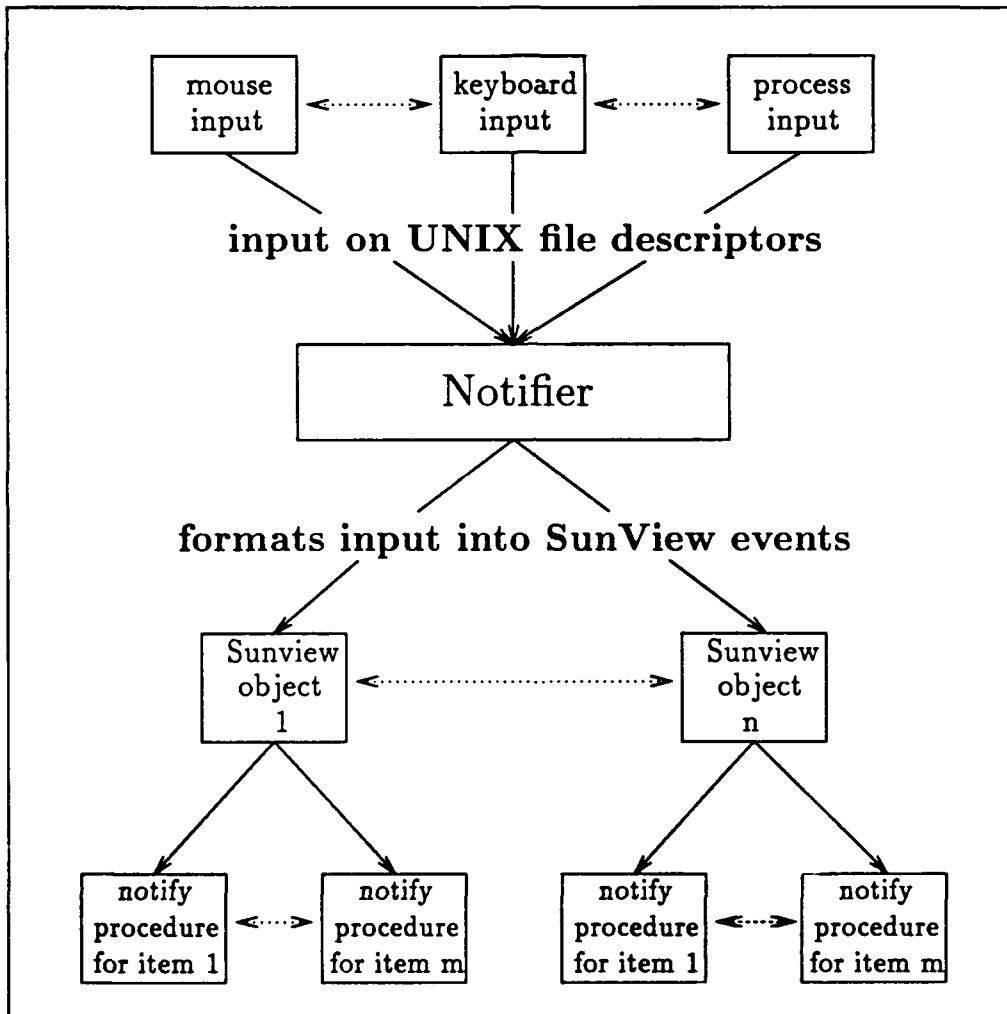 mouse
input
keyboard
input
process
input
input on UNIX file descriptors
Notifier
formats input into SunView events
Sunview
object
1
Sunview
object
n
notify
procedure
for item 1
notify
procedure
for item m
notify
procedure
for item 1
notify
procedure
for item m